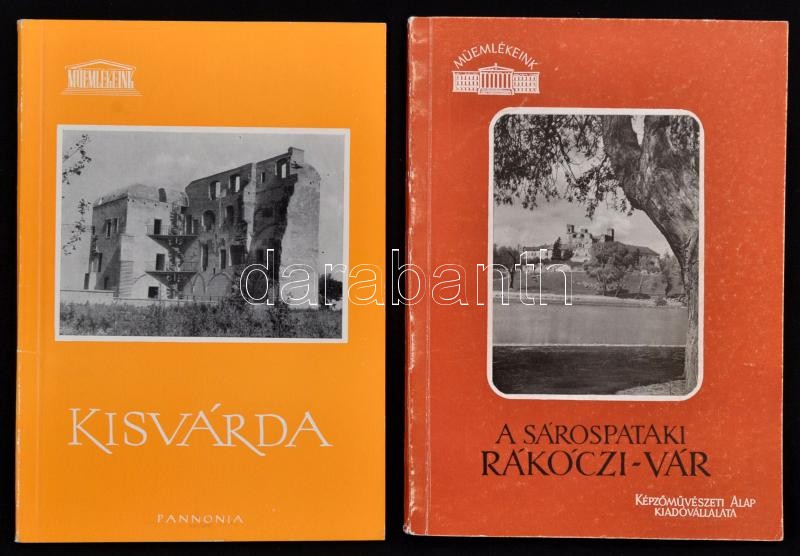 MŰEMLÉKEINK
KISVÁRDA
PANNONIA
MŰEMLÉKEINK
A SÁROSPATAKI
RÁKÓCZI-VÁR
KÉPZŐMŰVÉSZETI ALAP
KIADÓVÁLLALATA
darabanth